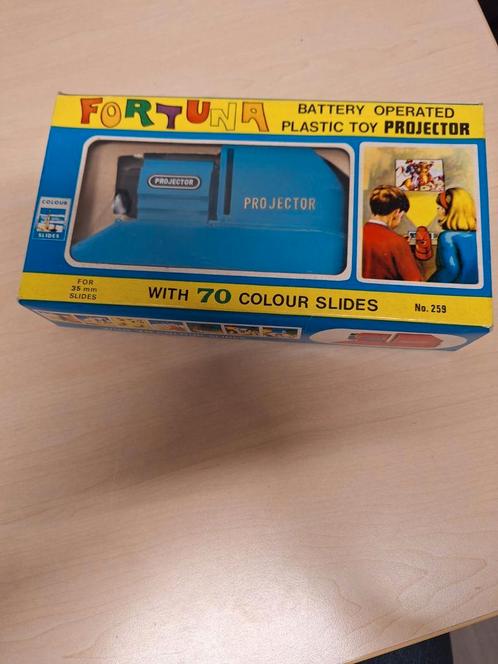 FORTUNA
BATTERY OPERATED
PLASTIC TOY PROJECTOR
PROJECTOR
PROJECTOR
COLOUR
SLIDES
FOR
35 mm
SLIDES
WITH 70 COLOUR SLIDES
No. 259